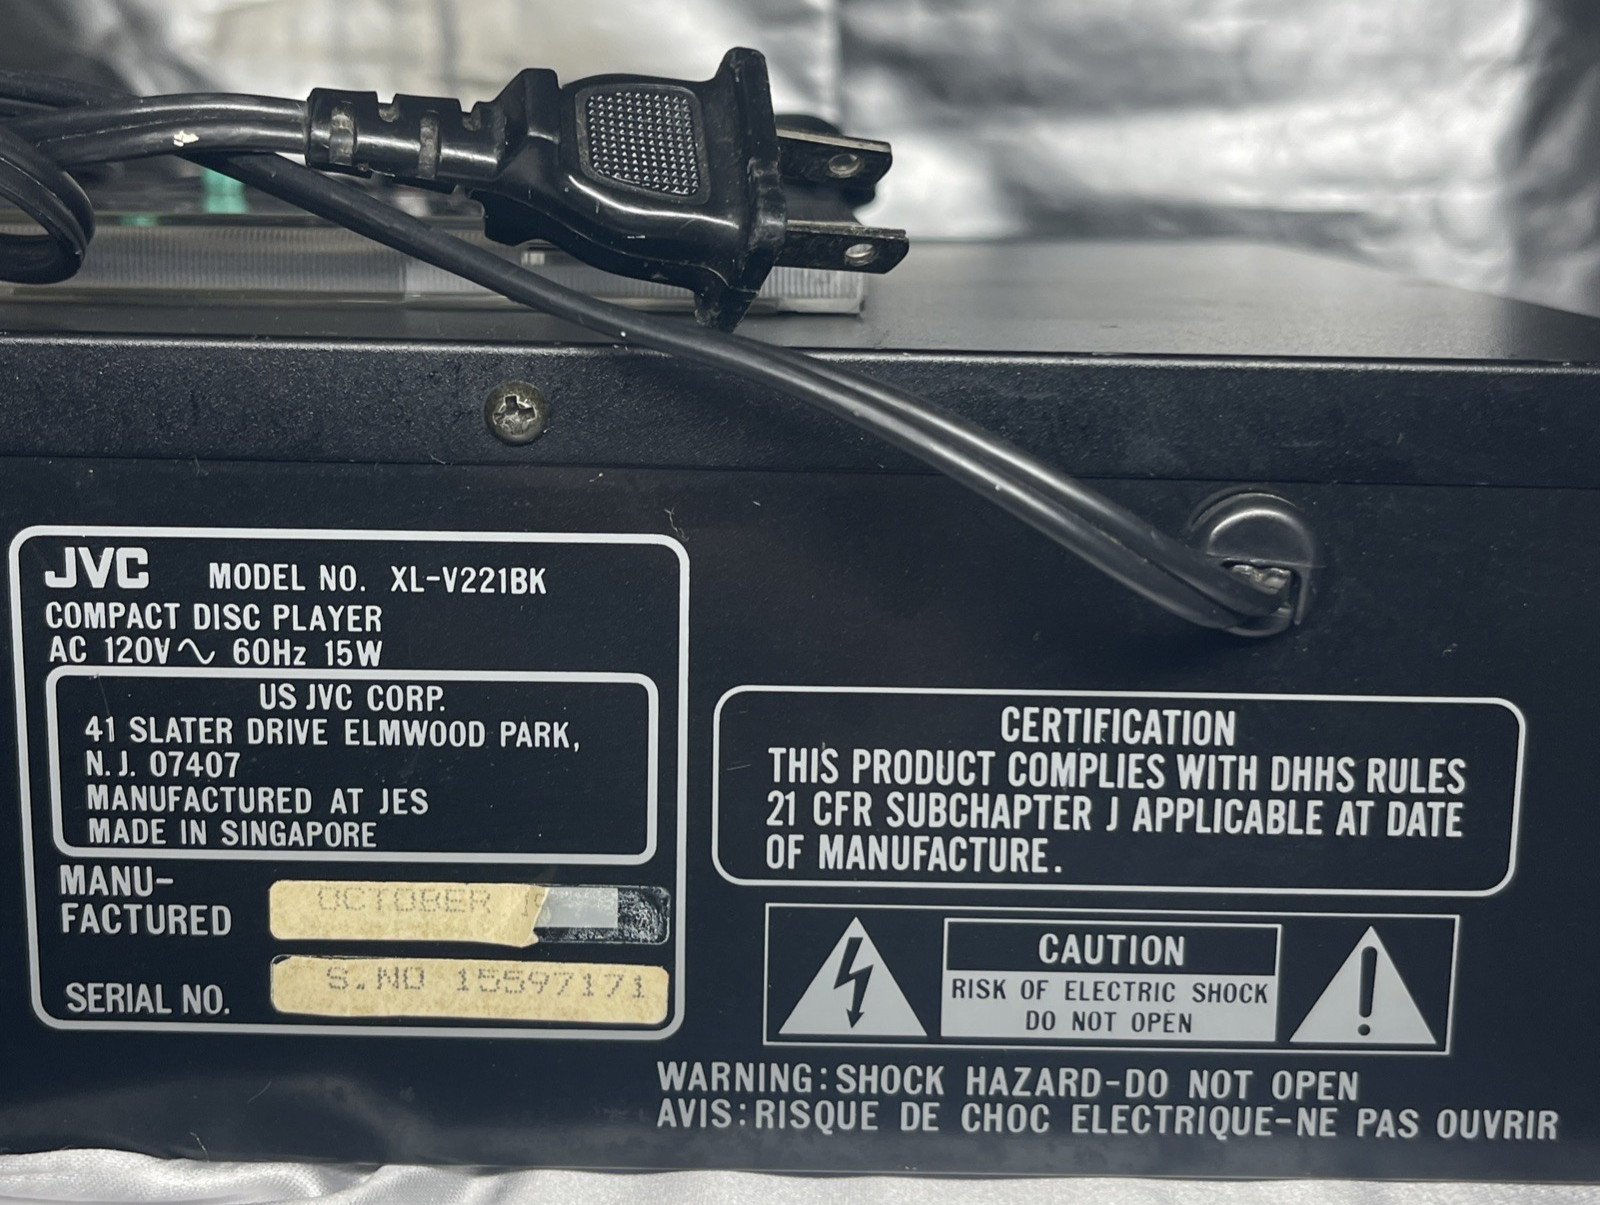 JVC MODEL NO. XL-V221BK
COMPACT DISC PLAYER
AC 120V∿ 60Hz 15W
US JVC CORP.
41 SLATER DRIVE ELMWOOD PARK,
N.J. 07407
MANUFACTURED AT JES
MADE IN SINGAPORE
MANU-
FACTURED
OCTOBER
SERIAL NO.
S.NO 15597171
CERTIFICATION
THIS PRODUCT COMPLIES WITH DHHS RULES
21 CFR SUBCHAPTER J APPLICABLE AT DATE
OF MANUFACTURE.
CAUTION
RISK OF ELECTRIC SHOCK
DO NOT OPEN
WARNING:SHOCK HAZARD-DO NOT OPEN
AVIS:RISQUE DE CHOC ELECTRIQUE-NE PAS OUVRIR